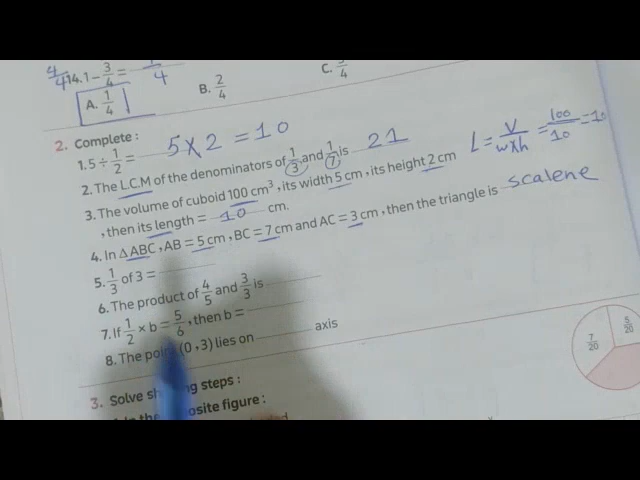 4/4 14. 1 - 3/4 = 1/4
A. 1/4 B. 2/4 C. 3/4
2. Complete :
1. 5 ÷ 1/2 = 5 × 2 = 10
2. The L.C.M of the denominators of 1/3 and 1/7 is 21
3. The volume of cuboid 100 cm³ , its width 5 cm , its height 2 cm
, then its length = 10 cm.
L = V/w×h = 100/10 = 10
4. In △ ABC , AB = 5 cm , BC = 7 cm and AC = 3 cm , then the triangle is scalene
5. 1/3 of 3 =
6. The product of 4/5 and 3/3 is
7. If 1/2 × b = 5/6 , then b =
8. The point (0 , 3) lies on axis
7/20 5/20
3. Solve steps :
figure :